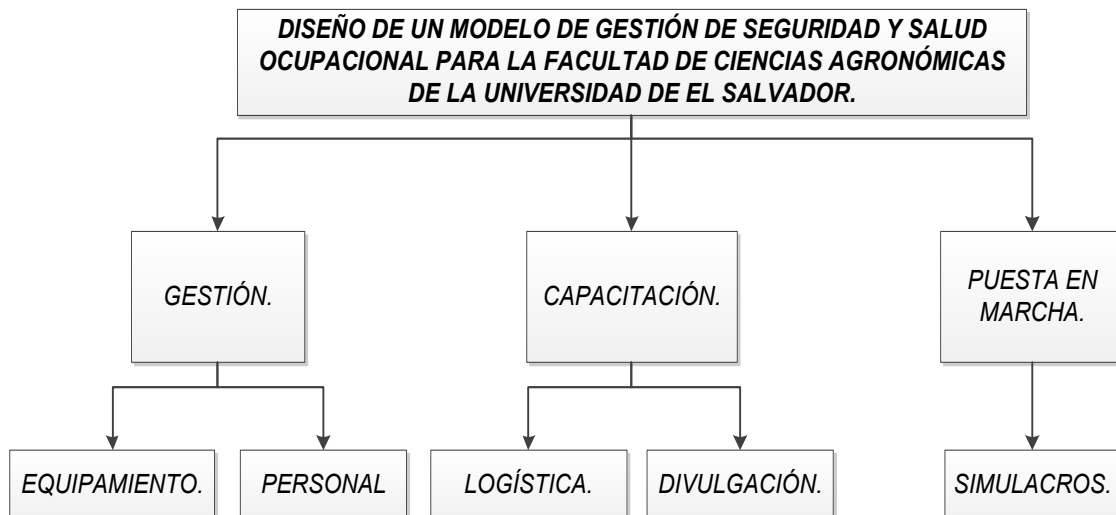 DISEÑO DE UN MODELO DE GESTIÓN DE SEGURIDAD Y SALUD
OCUPACIONAL PARA LA FACULTAD DE CIENCIAS AGRONÓMICAS
DE LA UNIVERSIDAD DE EL SALVADOR.
GESTIÓN.
CAPACITACIÓN.
PUESTA EN
MARCHA.
EQUIPAMIENTO.
PERSONAL
LOGÍSTICA.
DIVULGACIÓN.
SIMULACROS.